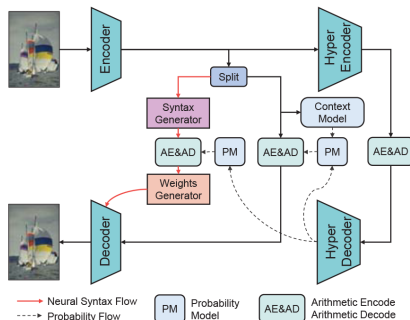 Encoder
Hyper
Encoder
Split
Syntax
Generator
Context
Model
AE&AD
PM
AE&AD
PM
AE&AD
Weights
Generator
Decoder
Hyper
Decoder
Neural Syntax Flow
Probability Flow
PM
Probability
Model
AE&AD
Arithmetic Encode
Arithmetic Decode